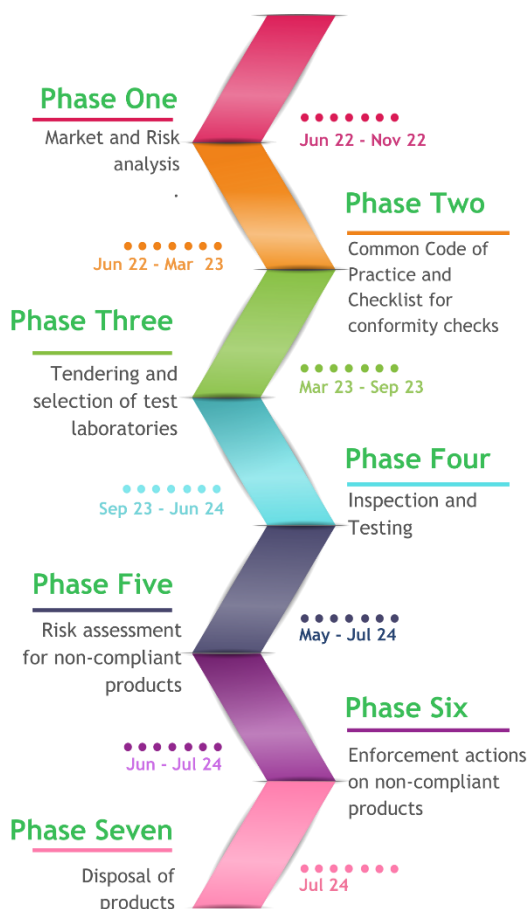 Phase One
Market and Risk
analysis
.
Jun 22 - Nov 22
Phase Two
Common Code of
Practice and
Checklist for
conformity checks
Jun 22 - Mar 23
Phase Three
Tendering and
selection of test
laboratories
Mar 23 - Sep 23
Phase Four
Inspection and
Testing
Sep 23 - Jun 24
Phase Five
Risk assessment
for non-compliant
products
May - Jul 24
Phase Six
Enforcement actions
on non-compliant
products
Jun - Jul 24
Phase Seven
Disposal of
products
Jul 24